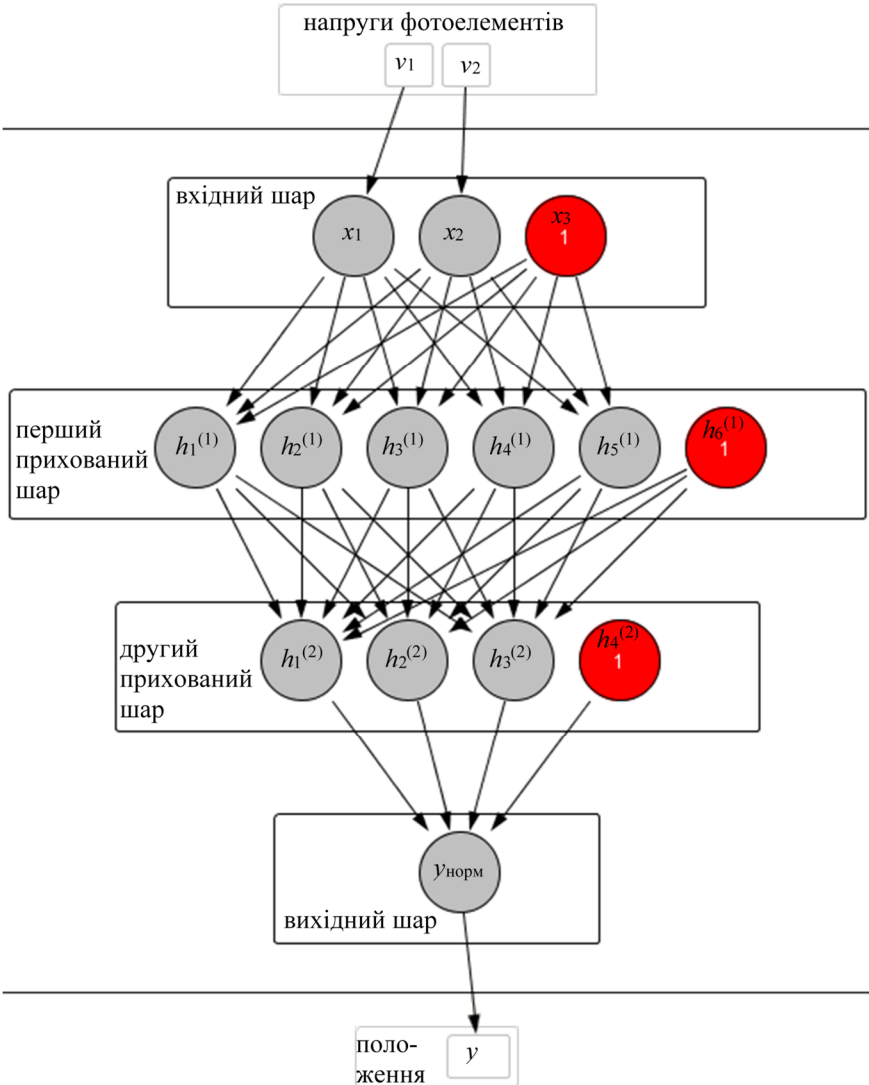 напруги фотоелементів
v1 v2
вхідний шар
x1 x2 x3
1
перший
прихований
шар
h1(1) h2(1) h3(1) h4(1) h5(1) h6(1)
1
другий
прихований
шар
h1(2) h2(2) h3(2) h4(2)
1
yнорм
вихідний шар
поло-
ження
y